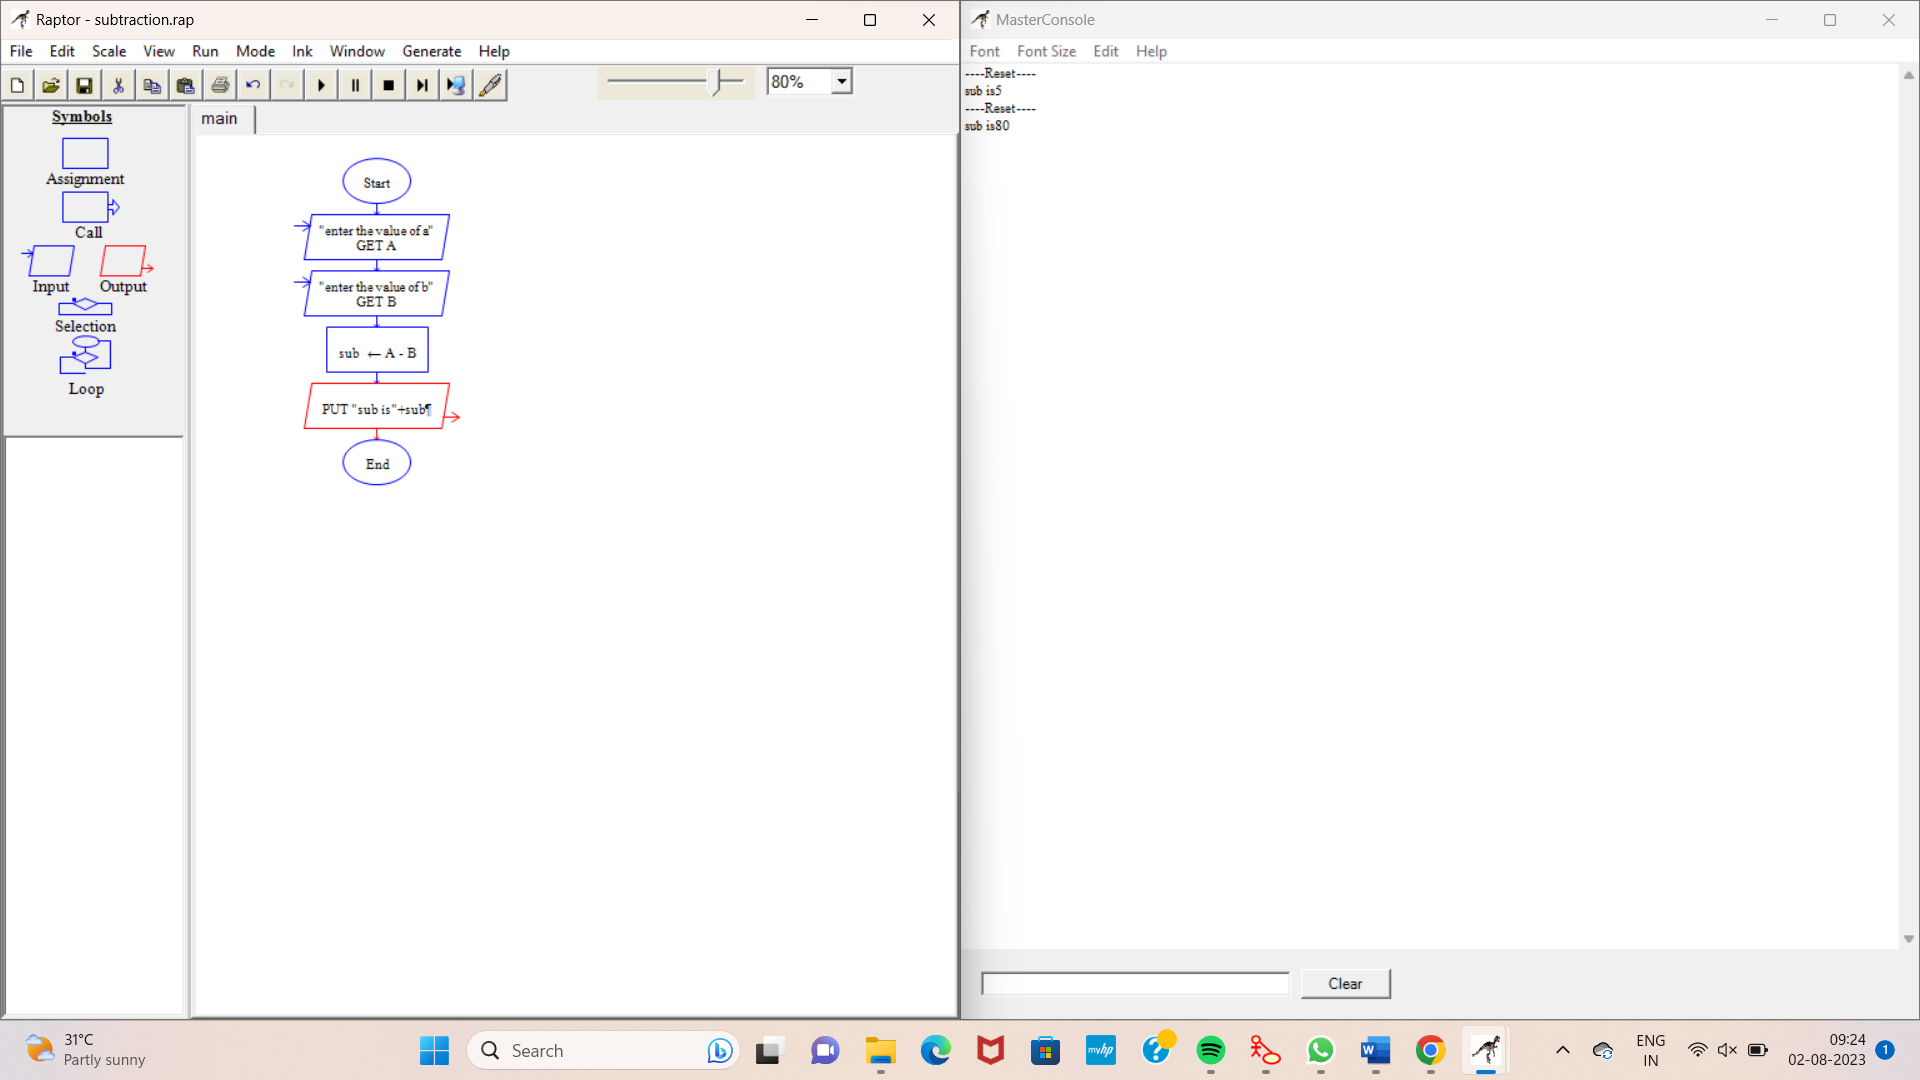 Raptor - subtraction.rap
File Edit Scale View Run Mode Ink Window Generate Help
80%
Symbols
Assignment
Call
Input Output
Selection
Loop
main
Start
"enter the value of a"
GET A
"enter the value of b"
GET B
sub ← A - B
PUT "sub is"+sub¶
End
MasterConsole
Font Font Size Edit Help
----Reset----
sub is5
----Reset----
sub is80
Clear
31°C
Partly sunny
Search
myhp
ENG
IN
09:24
02-08-2023
1